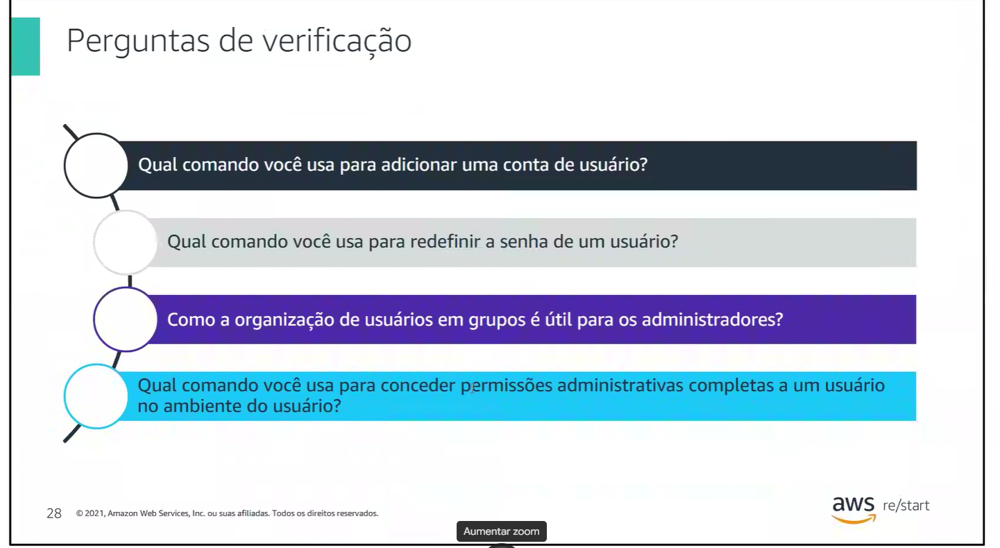 Perguntas de verificação
Qual comando você usa para adicionar uma conta de usuário?
Qual comando você usa para redefinir a senha de um usuário?
Como a organização de usuários em grupos é útil para os administradores?
Qual comando você usa para conceder permissões administrativas completas a um usuário
no ambiente do usuário?
28 © 2021, Amazon Web Services, Inc. ou suas afiliadas. Todos os direitos reservados.
aws re/start
Aumentar zoom